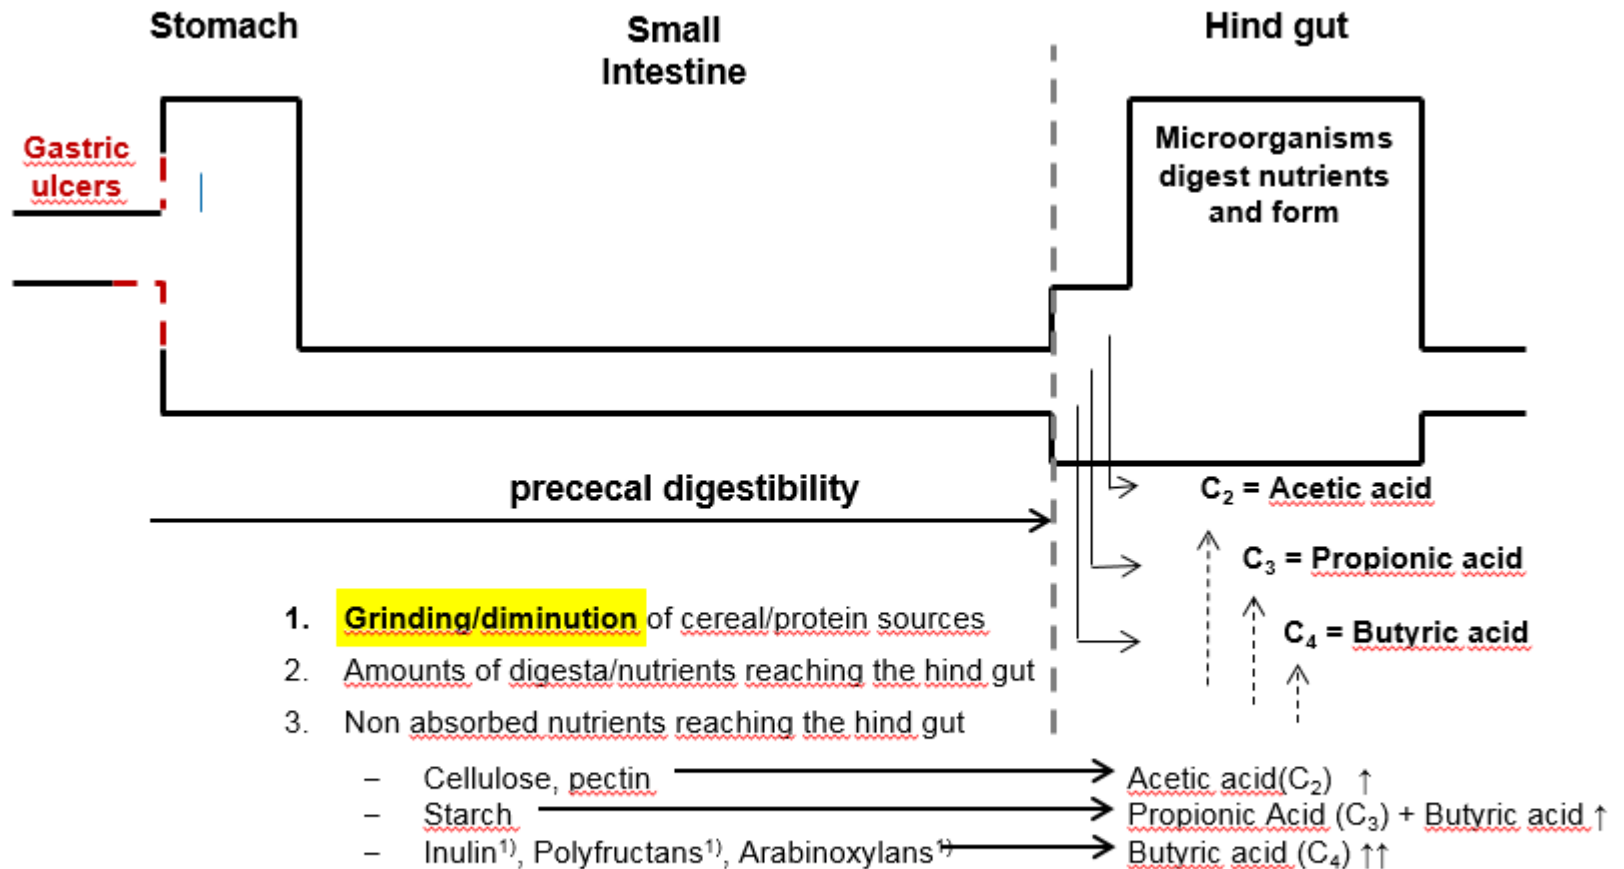 Stomach
Small
Intestine
Hind gut
Gastric
ulcers
Microorganisms
digest nutrients
and form
prececal digestibility
C₂ = Acetic acid
C₃ = Propionic acid
C₄ = Butyric acid
1. Grinding/diminution of cereal/protein sources
2. Amounts of digesta/nutrients reaching the hind gut
3. Non absorbed nutrients reaching the hind gut
– Cellulose, pectin → Acetic acid(C₂) ↑
– Starch → Propionic Acid (C₃) + Butyric acid ↑
– Inulin¹⁾, Polyfructans¹⁾, Arabinoxylans¹⁾ → Butyric acid (C₄) ↑↑